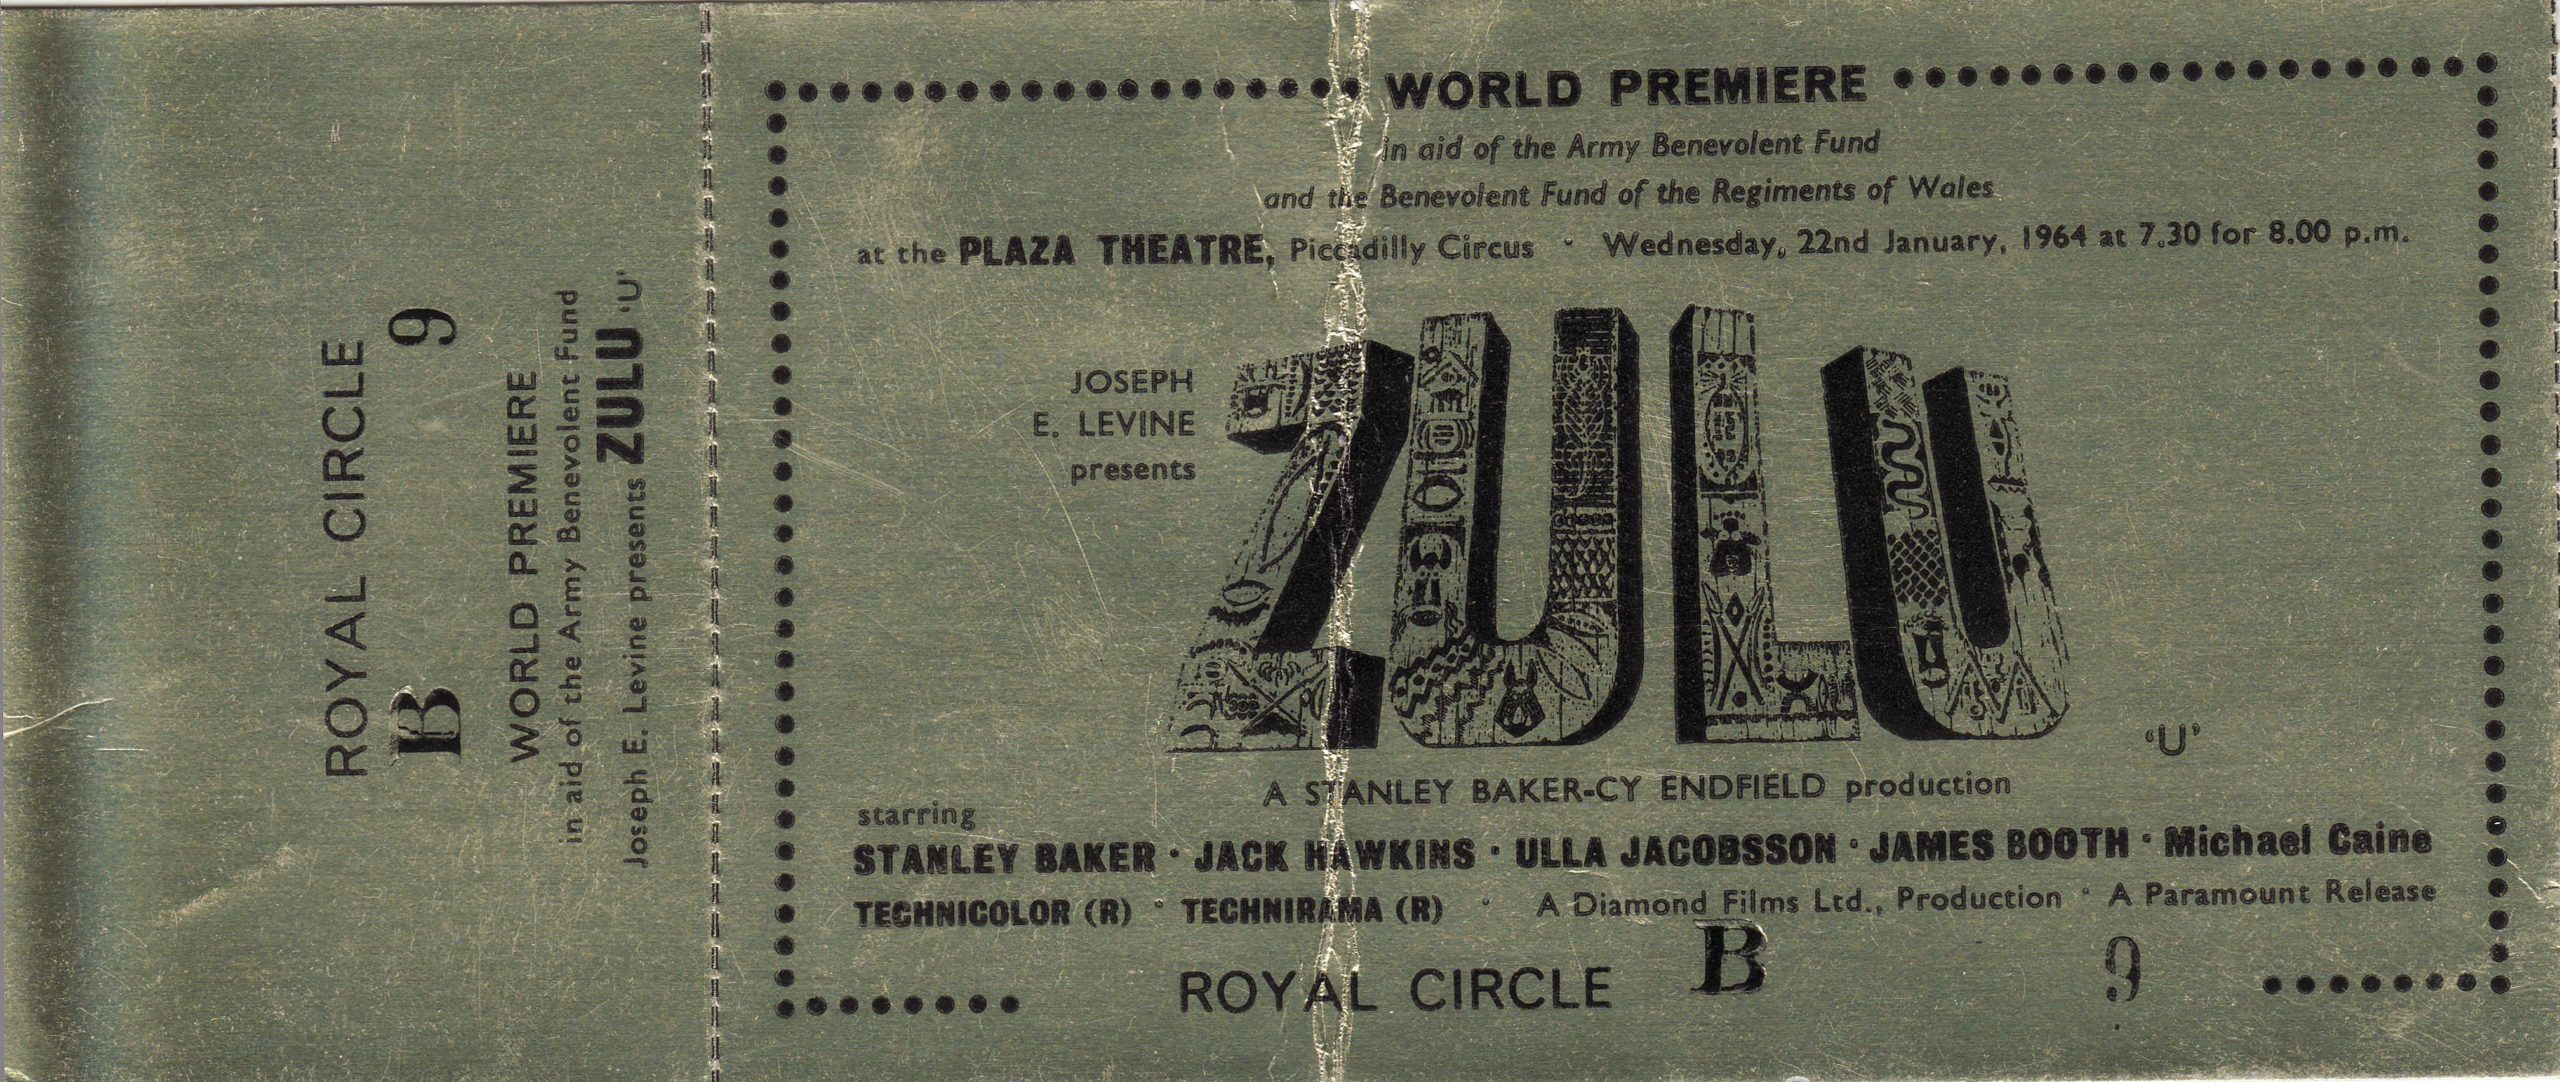 ROYAL CIRCLE
B 9
WORLD PREMIERE
in aid of the Army Benevolent Fund
Joseph E. Levine presents ZULU 'U'
WORLD PREMIERE
in aid of the Army Benevolent Fund
and the Benevolent Fund of the Regiments of Wales
at the PLAZA THEATRE, Piccadilly Circus · Wednesday, 22nd January, 1964 at 7.30 for 8.00 p.m.
JOSEPH
E. LEVINE
presents
ZULU
'U'
A STANLEY BAKER-CY ENDFIELD production
starring
STANLEY BAKER · JACK HAWKINS · ULLA JACOBSSON · JAMES BOOTH · Michael Caine
TECHNICOLOR (R) · TECHNIRAMA (R) · A Diamond Films Ltd., Production · A Paramount Release
ROYAL CIRCLE B 9